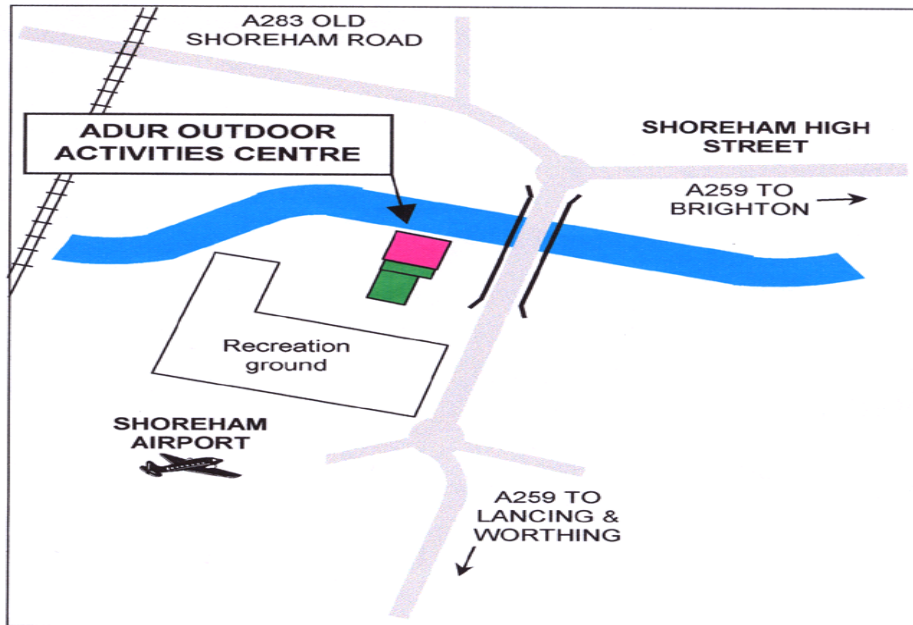 A283 OLD
SHOREHAM ROAD
ADUR OUTDOOR
ACTIVITIES CENTRE
SHOREHAM HIGH
STREET
A259 TO
BRIGHTON
Recreation
ground
SHOREHAM
AIRPORT
A259 TO
LANCING &
WORTHING